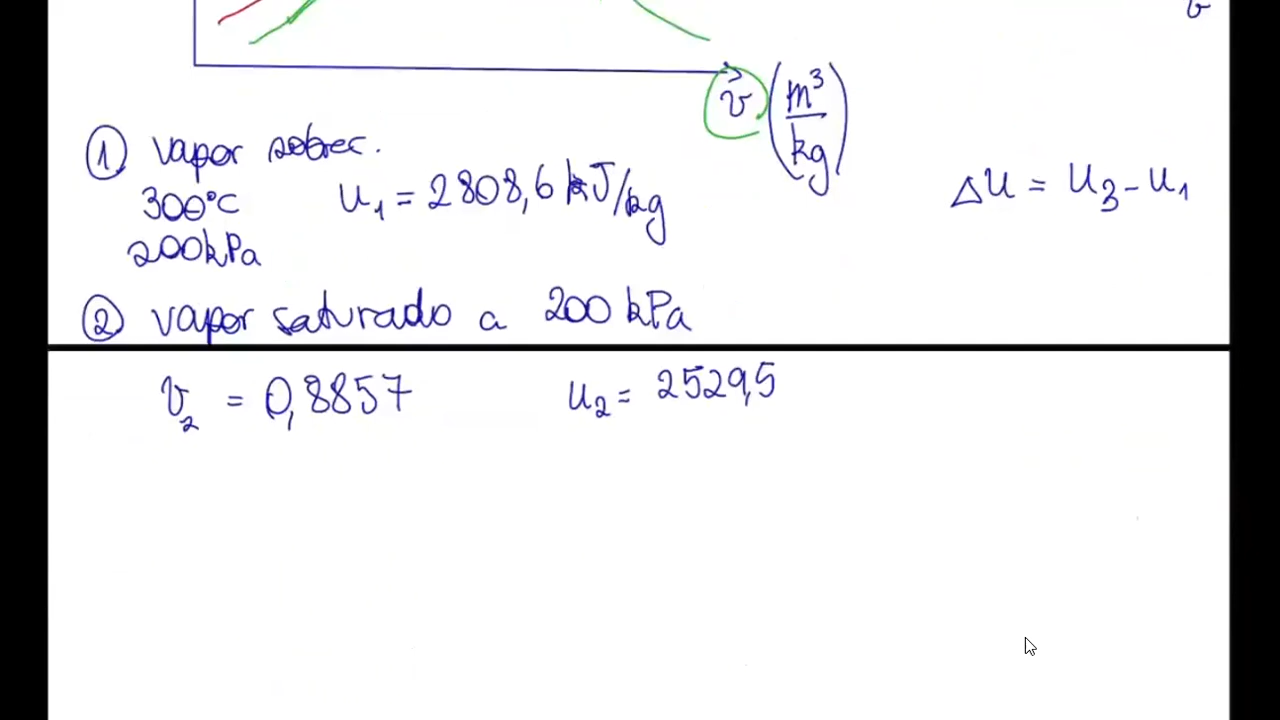 v
v (m³/kg)
① vapor sobrec.
300°C u₁ = 2808,6 kJ/kg ΔU = U₃ - U₁
200kPa
② vapor saturado a 200 kPa
v₂ = 0,8857 u₂ = 2529,5